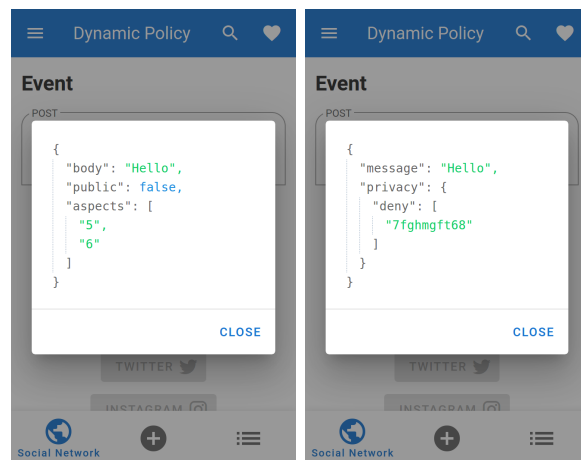 Dynamic Policy
Event
POST
{
"body": "Hello",
"public": false,
"aspects": [
"5",
"6"
]
}
CLOSE
TWITTER
INSTAGRAM
Social Network
Dynamic Policy
Event
POST
{
"message": "Hello",
"privacy": {
"deny": [
"7fghmgft68"
]
}
}
CLOSE
TWITTER
INSTAGRAM
Social Network